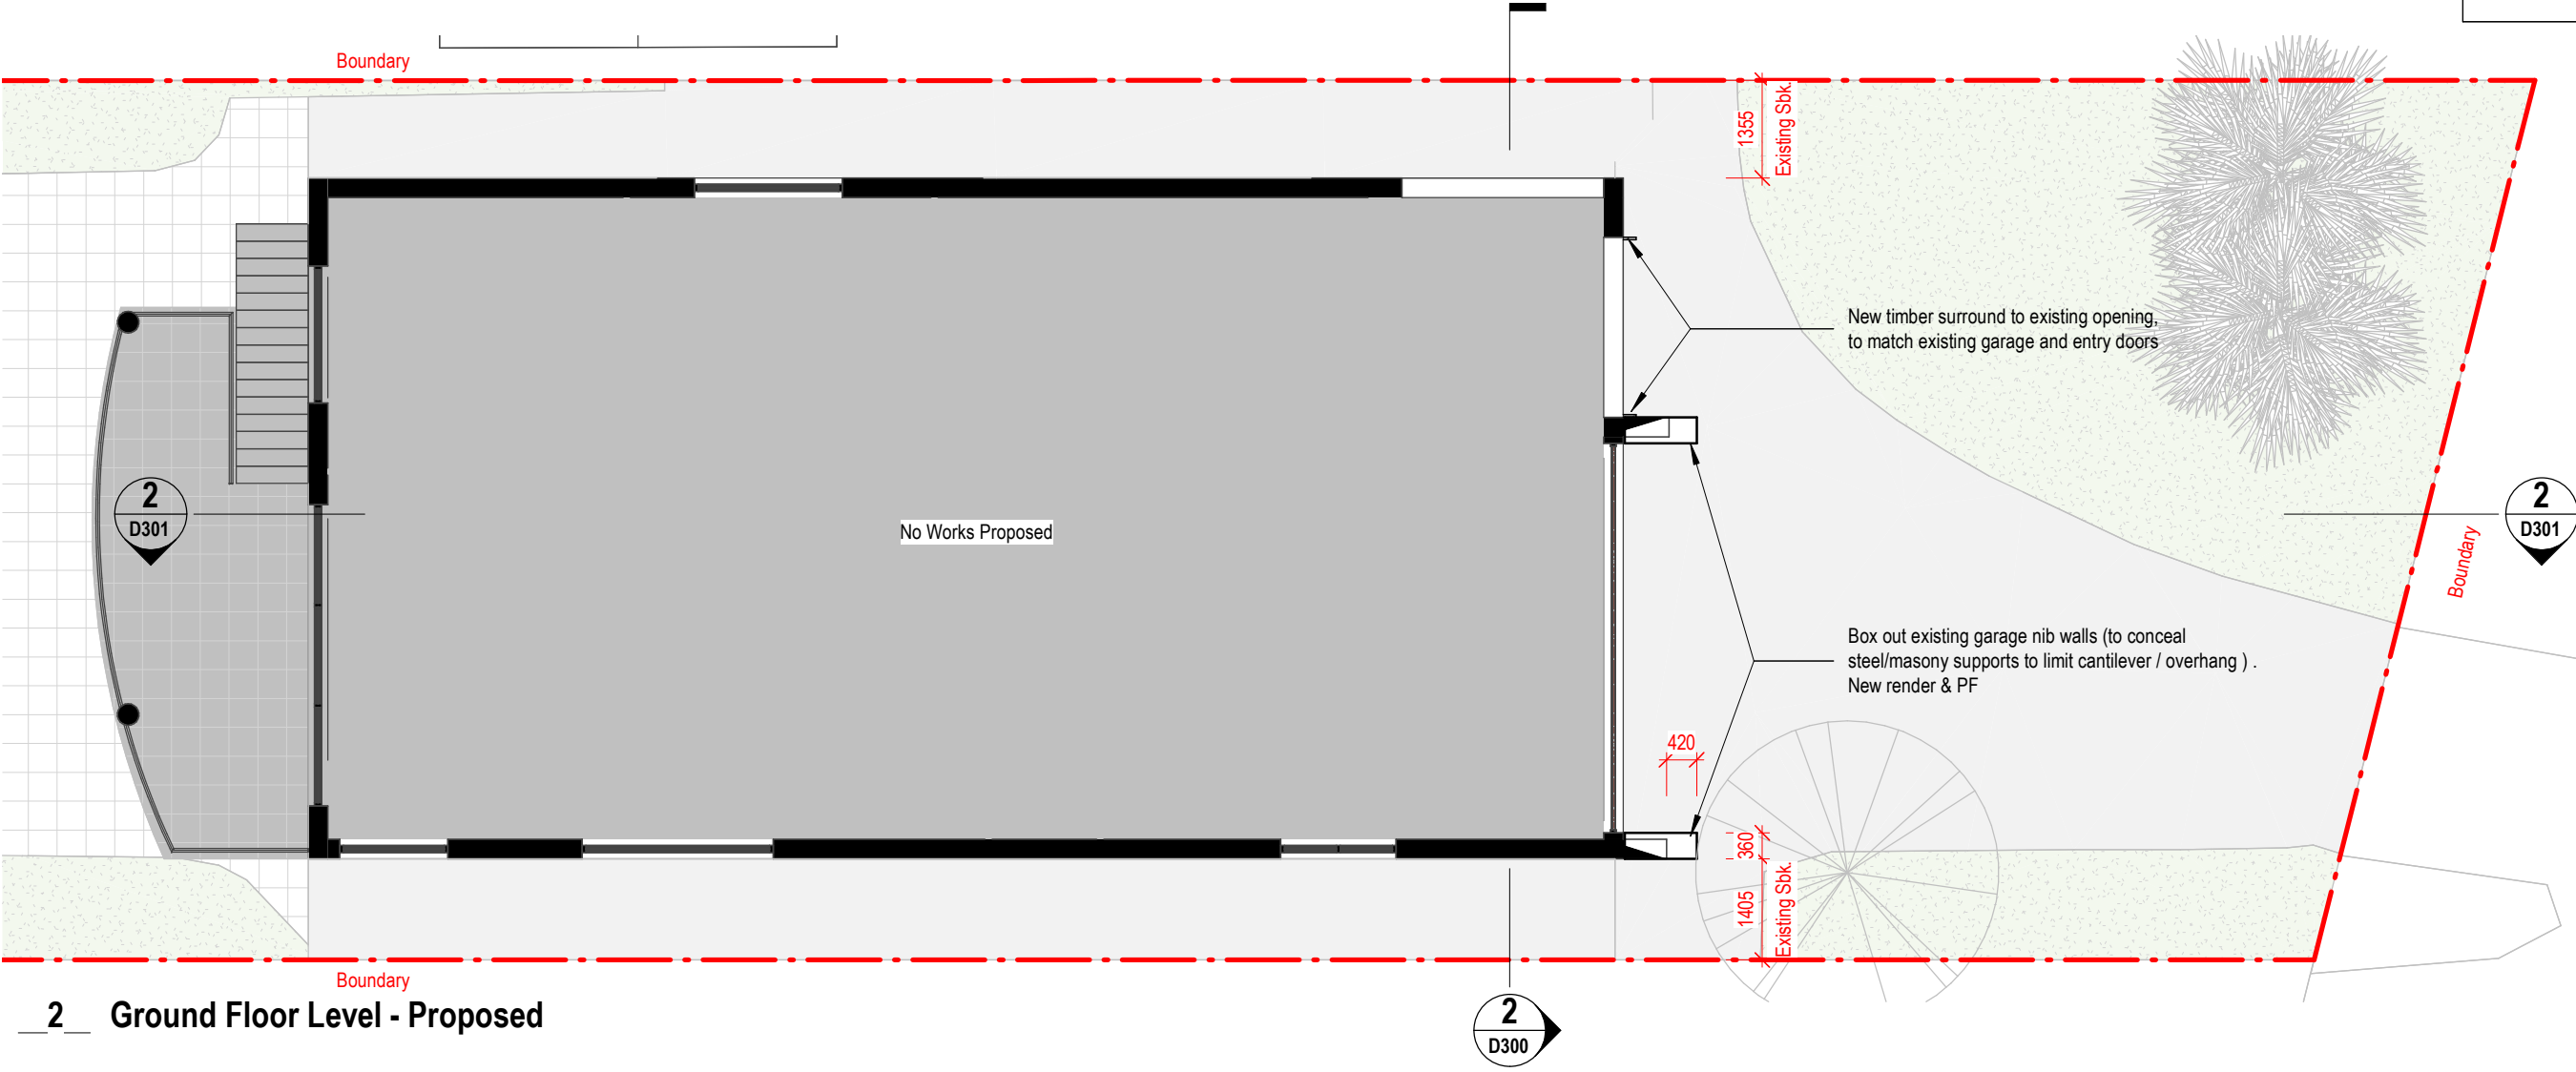 Boundary
1355
Existing Sbk.
New timber surround to existing opening,
to match existing garage and entry doors
2
D301
No Works Proposed
2
D301
Boundary
Box out existing garage nib walls (to conceal
steel/masony supports to limit cantilever / overhang ) .
New render & PF
420
360
1405
Existing Sbk.
Boundary
2 Ground Floor Level - Proposed
2
D300